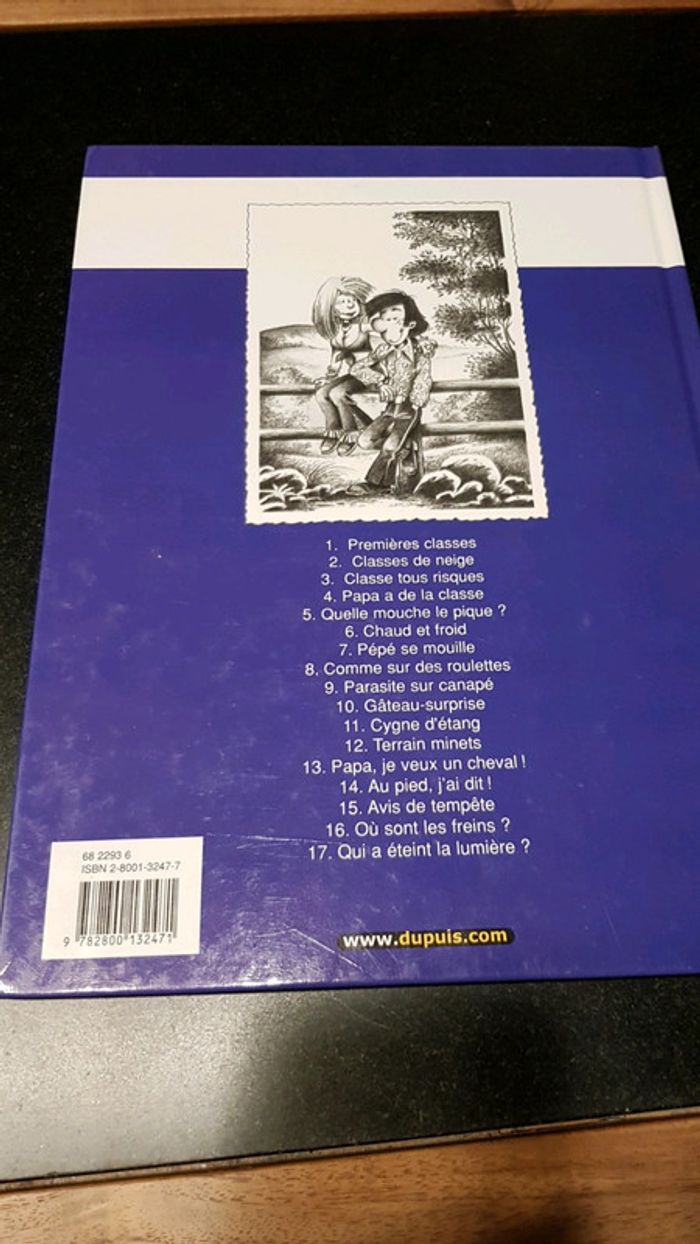 1. Premières classes
2. Classes de neige
3. Classe tous risques
4. Papa a de la classe
5. Quelle mouche le pique ?
6. Chaud et froid
7. Pépé se mouille
8. Comme sur des roulettes
9. Parasite sur canapé
10. Gâteau-surprise
11. Cygne d'étang
12. Terrain minets
13. Papa, je veux un cheval !
14. Au pied, j'ai dit !
15. Avis de tempête
16. Où sont les freins ?
17. Qui a éteint la lumière ?
68 2293 6
ISBN 2-8001-3247-7
9 782800 132471
www.dupuis.com